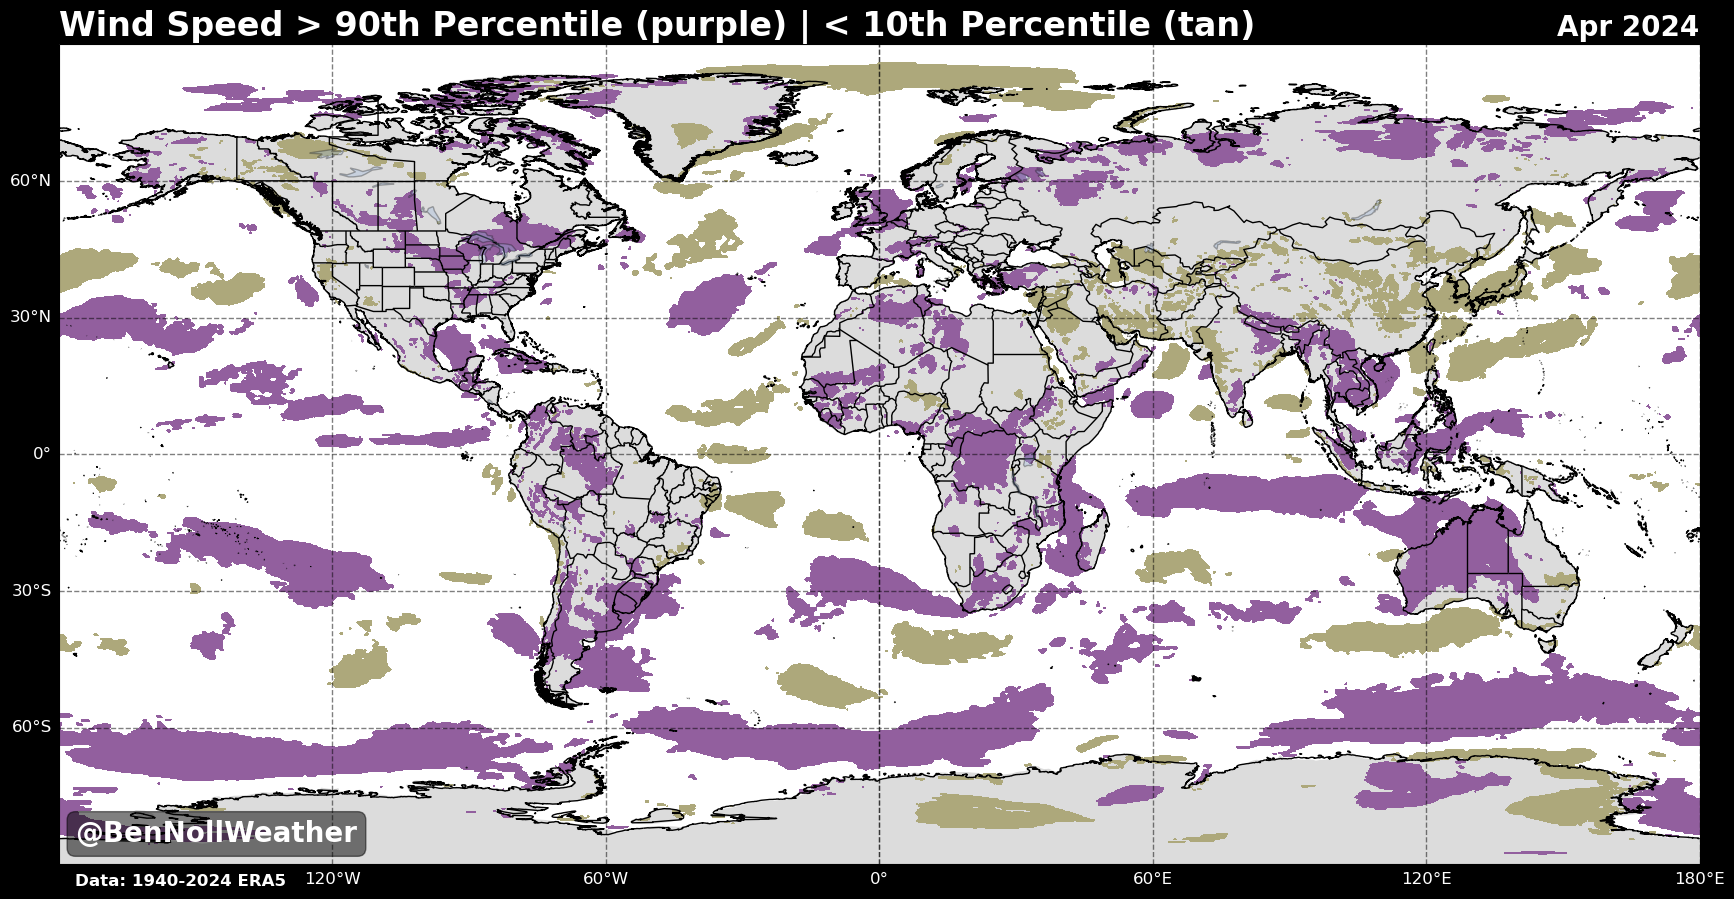 Wind Speed > 90th Percentile (purple) | < 10th Percentile (tan)
Apr 2024
60°N
30°N
0°
30°S
60°S
@BenNollWeather
Data: 1940-2024 ERA5
120°W
60°W
0°
60°E
120°E
180°E